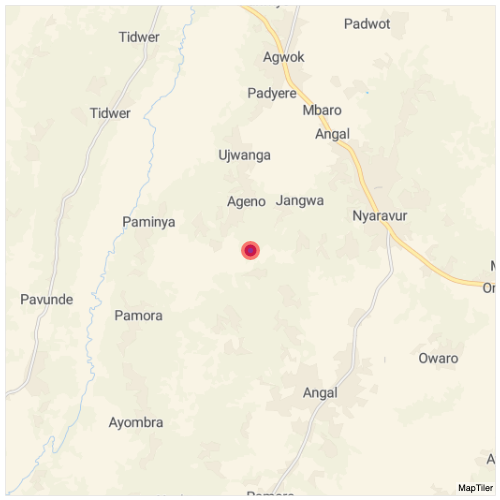 Padwot
Tidwer
Agwok
Padyere
Mbaro
Tidwer
Angal
Ujwanga
Ageno
Jangwa
Nyaravur
Paminya
Pavunde
Pamora
Owaro
Angal
Ayombra
MapTiler